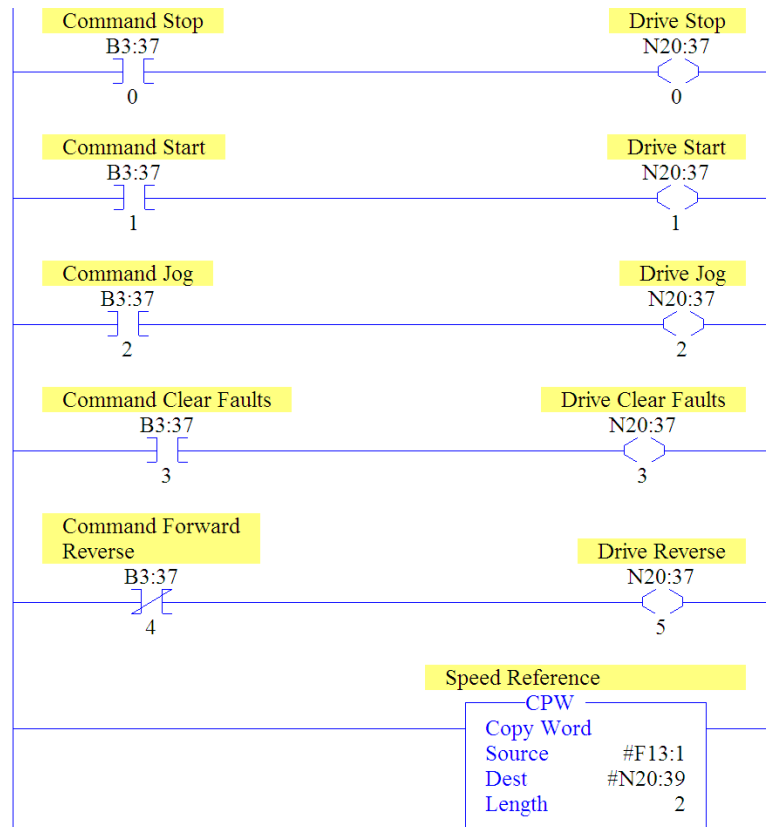 Command Stop Drive Stop
B3:37 N20:37
0 0
Command Start Drive Start
B3:37 N20:37
1 1
Command Jog Drive Jog
B3:37 N20:37
2 2
Command Clear Faults Drive Clear Faults
B3:37 N20:37
3 3
Command Forward
Reverse Drive Reverse
B3:37 N20:37
4 5
Speed Reference
CPW
Copy Word
Source #F13:1
Dest #N20:39
Length 2